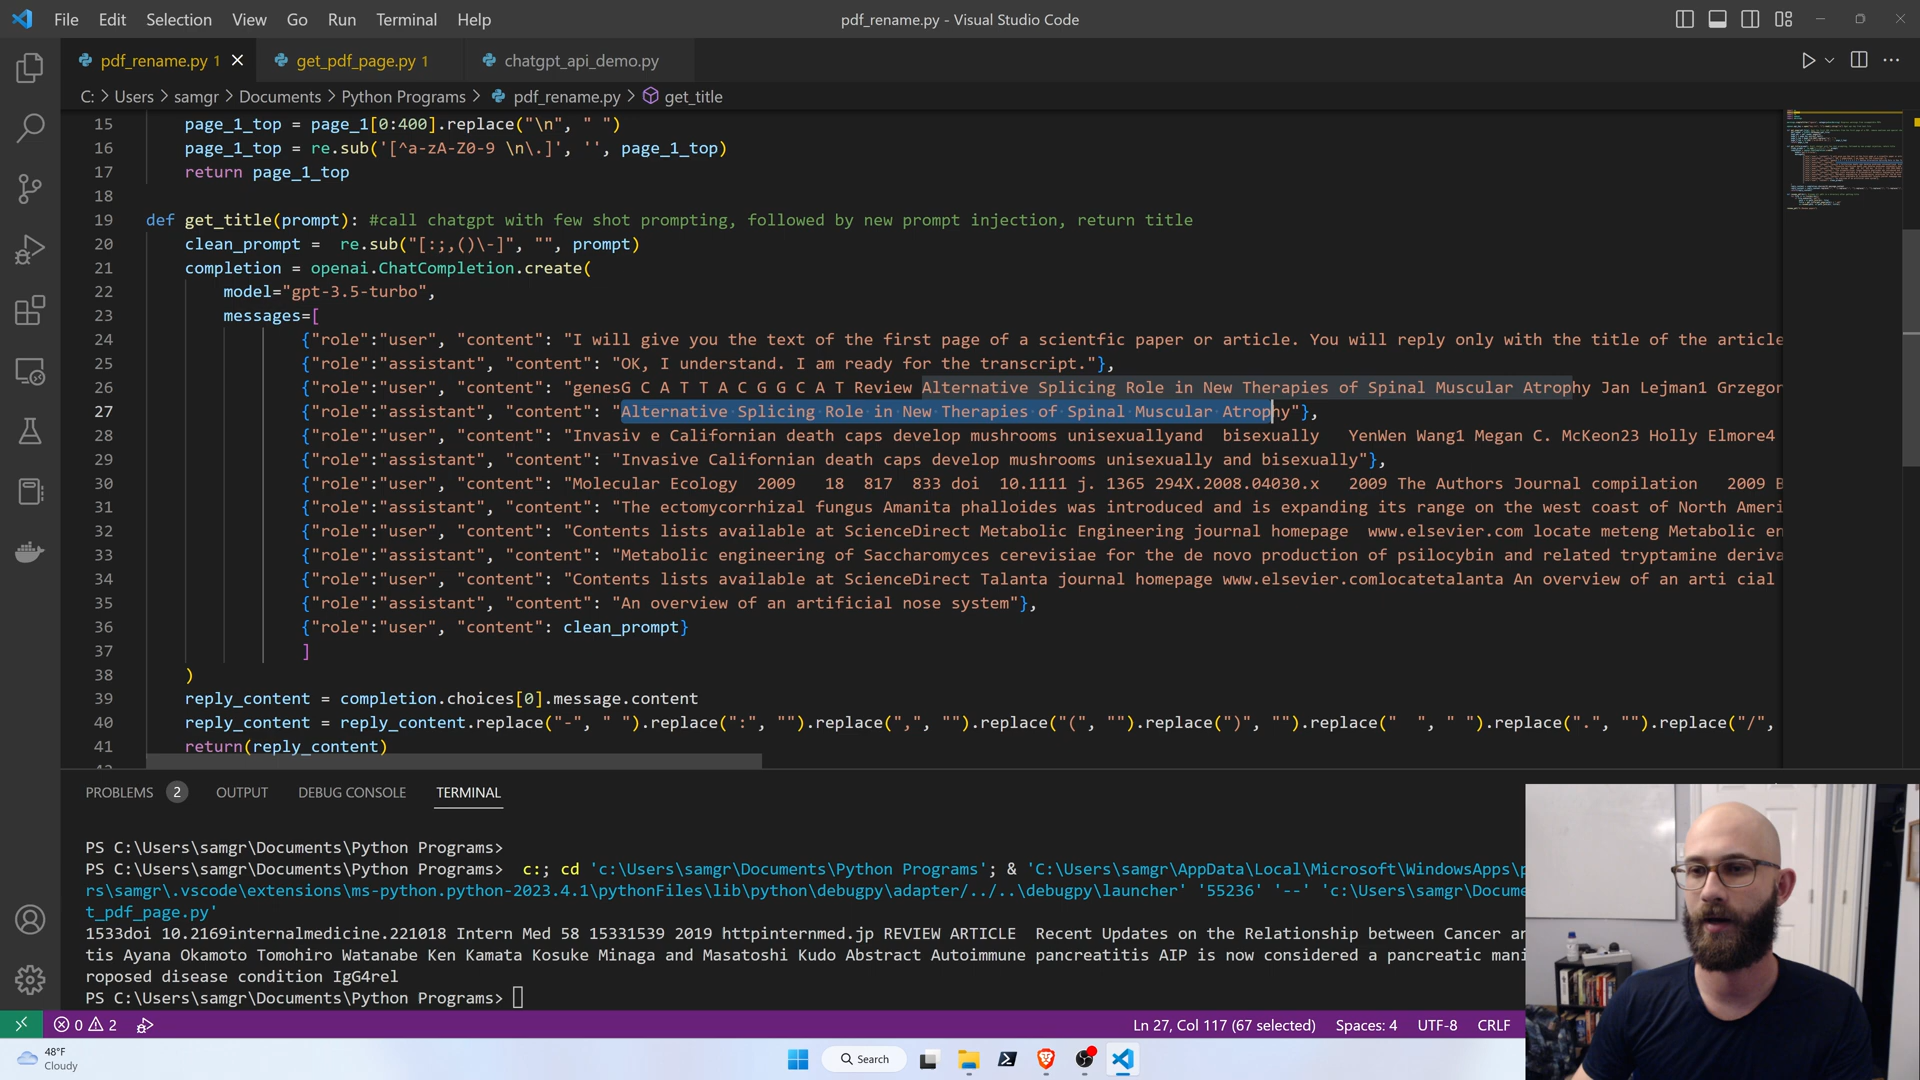 File Edit Selection View Go Run Terminal Help pdf_rename.py - Visual Studio Code
pdf_rename.py 1 get_pdf_page.py 1 chatgpt_api_demo.py
C: > Users > samgr > Documents > Python Programs > pdf_rename.py > get_title
15 page_1_top = page_1[0:400].replace("\n", " ")
16 page_1_top = re.sub('[^a-zA-Z0-9 \n\.]', '', page_1_top)
17 return page_1_top
18
19 def get_title(prompt): #call chatgpt with few shot prompting, followed by new prompt injection, return title
20 clean_prompt =  re.sub("[:;,()\-]", "", prompt)
21 completion = openai.ChatCompletion.create(
22 model="gpt-3.5-turbo",
23 messages=[
24 {"role":"user", "content": "I will give you the text of the first page of a scientfic paper or article. You will reply only with the title of the article
25 {"role":"assistant", "content": "OK, I understand. I am ready for the transcript."},
26 {"role":"user", "content": "genesG C A T T A C G G C A T Review Alternative Splicing Role in New Therapies of Spinal Muscular Atrophy Jan Lejman1 Grzegor
27 {"role":"assistant", "content": "Alternative Splicing Role in New Therapies of Spinal Muscular Atrophy"},
28 {"role":"user", "content": "Invasiv e Californian death caps develop mushrooms unisexuallyand  bisexually   YenWen Wang1 Megan C. McKeon23 Holly Elmore4
29 {"role":"assistant", "content": "Invasive Californian death caps develop mushrooms unisexually and bisexually"},
30 {"role":"user", "content": "Molecular Ecology  2009   18  817  833 doi  10.1111 j. 1365 294X.2008.04030.x   2009 The Authors Journal compilation   2009 B
31 {"role":"assistant", "content": "The ectomycorrhizal fungus Amanita phalloides was introduced and is expanding its range on the west coast of North Ameri
32 {"role":"user", "content": "Contents lists available at ScienceDirect Metabolic Engineering journal homepage  www.elsevier.com locate meteng Metabolic en
33 {"role":"assistant", "content": "Metabolic engineering of Saccharomyces cerevisiae for the de novo production of psilocybin and related tryptamine deriva
34 {"role":"user", "content": "Contents lists available at ScienceDirect Talanta journal homepage www.elsevier.comlocatetalanta An overview of an arti cial
35 {"role":"assistant", "content": "An overview of an artificial nose system"},
36 {"role":"user", "content": clean_prompt}
37 ]
38 )
39 reply_content = completion.choices[0].message.content
40 reply_content = reply_content.replace("-", " ").replace(":", "").replace(",", "").replace("(", "").replace(")", "").replace("  ", " ").replace(".", "").replace("/",
41 return(reply_content)
PROBLEMS 2 OUTPUT DEBUG CONSOLE TERMINAL
PS C:\Users\samgr\Documents\Python Programs>
PS C:\Users\samgr\Documents\Python Programs>  c:; cd 'c:\Users\samgr\Documents\Python Programs'; & 'C:\Users\samgr\AppData\Local\Microsoft\WindowsApps\p
rs\samgr\.vscode\extensions\ms-python.python-2023.4.1\pythonFiles\lib\python\debugpy\adapter/../..\debugpy\launcher' '55236' '--' 'c:\Users\samgr\Docume
t_pdf_page.py'
1533doi 10.2169internalmedicine.221018 Intern Med 58 15331539 2019 httpinternmed.jp REVIEW ARTICLE  Recent Updates on the Relationship between Cancer an
tis Ayana Okamoto Tomohiro Watanabe Ken Kamata Kosuke Minaga and Masatoshi Kudo Abstract Autoimmune pancreatitis AIP is now considered a pancreatic mani
roposed disease condition IgG4rel
PS C:\Users\samgr\Documents\Python Programs>
0 2 Ln 27, Col 117 (67 selected) Spaces: 4 UTF-8 CRLF
48°F
Cloudy
Search